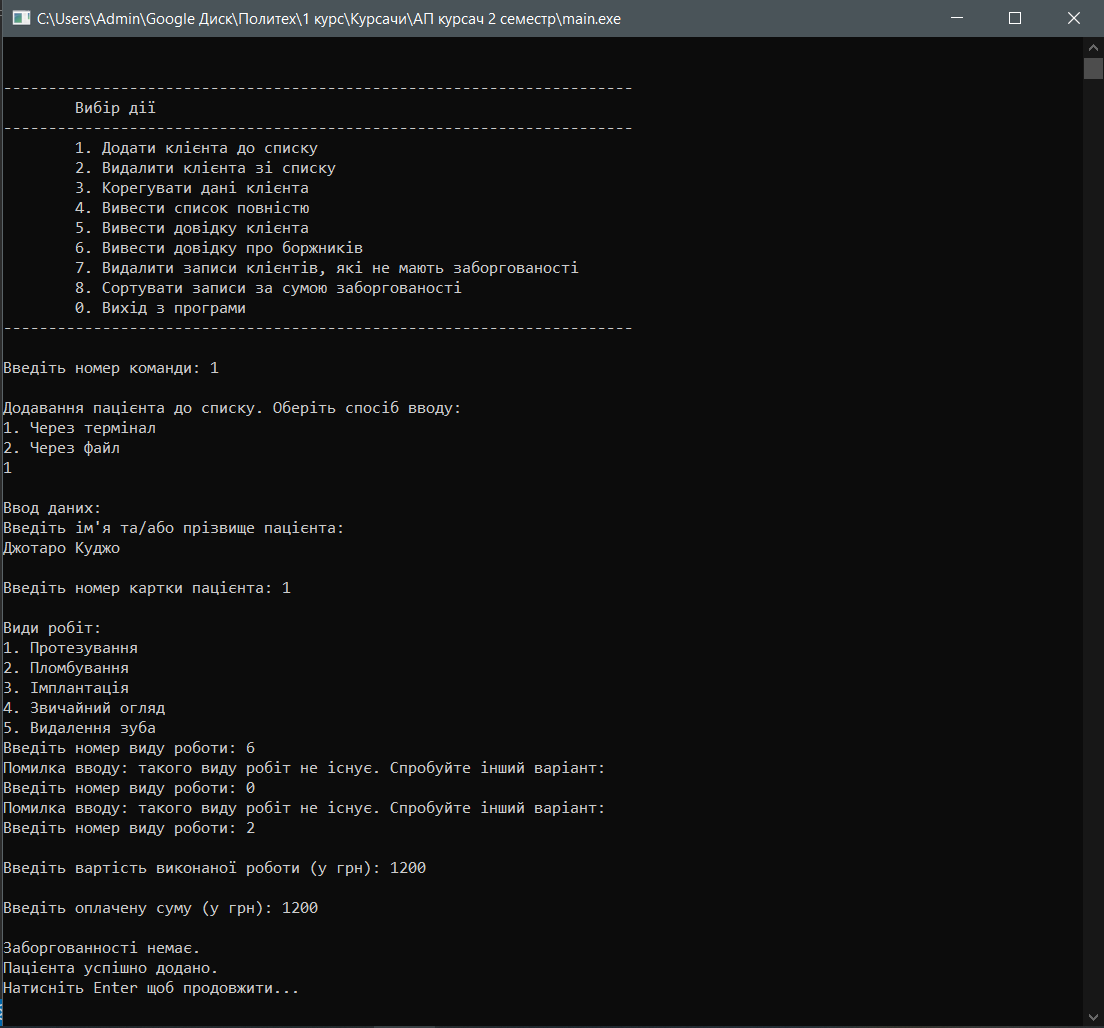 C:\Users\Admin\Google Диск\Политех\1 курс\Курсачи\АП курсач 2 семестр\main.exe
----------------------------------------------------------------------
Вибір дії
----------------------------------------------------------------------
1. Додати клієнта до списку
2. Видалити клієнта зі списку
3. Корегувати дані клієнта
4. Вивести список повністю
5. Вивести довідку клієнта
6. Вивести довідку про боржників
7. Видалити записи клієнтів, які не мають заборгованості
8. Сортувати записи за сумою заборгованості
0. Вихід з програми
----------------------------------------------------------------------
Введіть номер команди: 1
Додавання пацієнта до списку. Оберіть спосіб вводу:
1. Через термінал
2. Через файл
1
Ввод даних:
Введіть ім'я та/або прізвище пацієнта:
Джотаро Куджо
Введіть номер картки пацієнта: 1
Види робіт:
1. Протезування
2. Пломбування
3. Імплантація
4. Звичайний огляд
5. Видалення зуба
Введіть номер виду роботи: 6
Помилка вводу: такого виду робіт не існує. Спробуйте інший варіант:
Введіть номер виду роботи: 0
Помилка вводу: такого виду робіт не існує. Спробуйте інший варіант:
Введіть номер виду роботи: 2
Введіть вартість виконаної роботи (у грн): 1200
Введіть оплачену суму (у грн): 1200
Заборгованності немає.
Пацієнта успішно додано.
Натисніть Enter щоб продовжити...